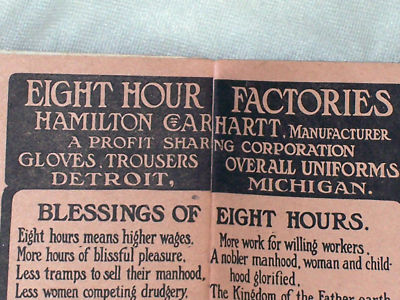 EIGHT HOUR FACTORIES
HAMILTON CARHARTT, MANUFACTURER
A PROFIT SHARING CORPORATION
GLOVES, TROUSERS OVERALL UNIFORMS
DETROIT, MICHIGAN.
BLESSINGS OF EIGHT HOURS.
Eight hours means higher wages.
More hours of blissful pleasure.
Less tramps to sell their manhood,
Less women competing drudgery.
More work for willing workers.
A nobler manhood, woman and child-
hood glorified,
The Kingdom of the Father earth